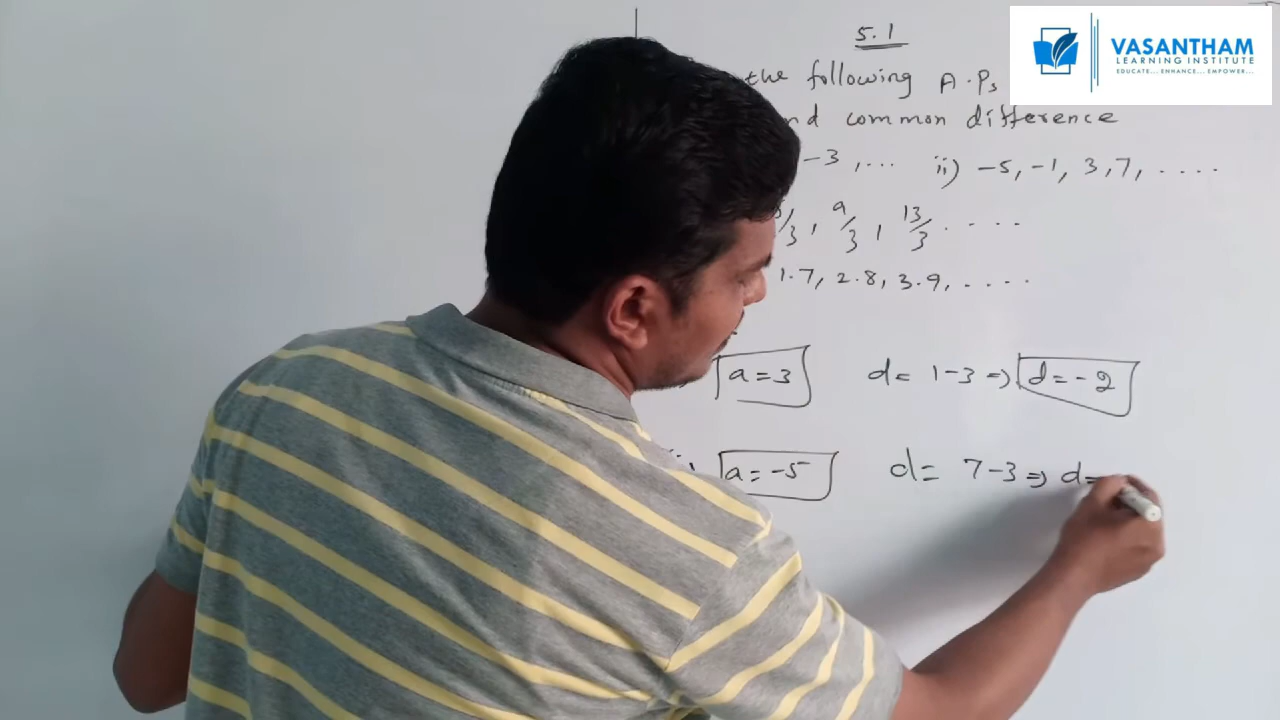 5.1
VASANTHAM
LEARNING INSTITUTE
EDUCATE... ENHANCE... EMPOWER...
the following A.Ps
common difference
-3 ,... ii) -5, -1, 3, 7, ....
/3 , 9/3 , 13/3 ....
1.7, 2.8, 3.9, ....
a = 3 d = 1-3 ⇒ d = -2
a = -5 d = 7-3 ⇒ d =